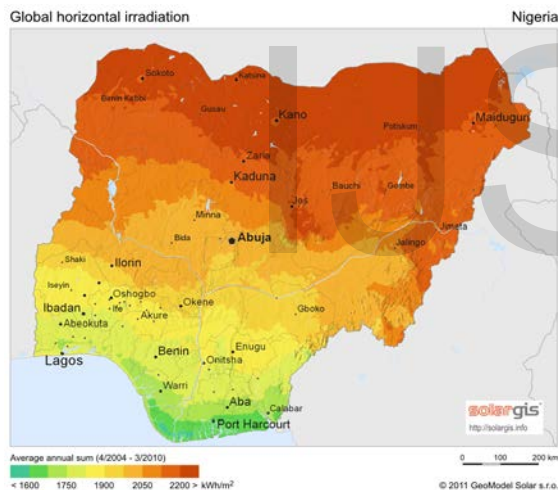 Global horizontal irradiation Nigeria
Sokoto
Katsina
Benin Kebbi
Gusau
Kano
Maiduguri
Potiskum
Zaria
Kaduna
Bauchi
Gombe
Jos
Minna
Jimeta
Bida
Abuja
Jalingo
Shaki
Ilorin
Iseyin
Oshogbo
Ibadan
Ife
Okene
Gboko
Abeokuta
Akure
Lagos
Benin
Enugu
Onitsha
Warri
Aba
Calabar
Port Harcourt
solargis
http://solargis.info
Average annual sum (4/2004 - 3/2010)
0 100 200 km
< 1600 1750 1900 2050 2200 > kWh/m²
© 2011 GeoModel Solar s.r.o.